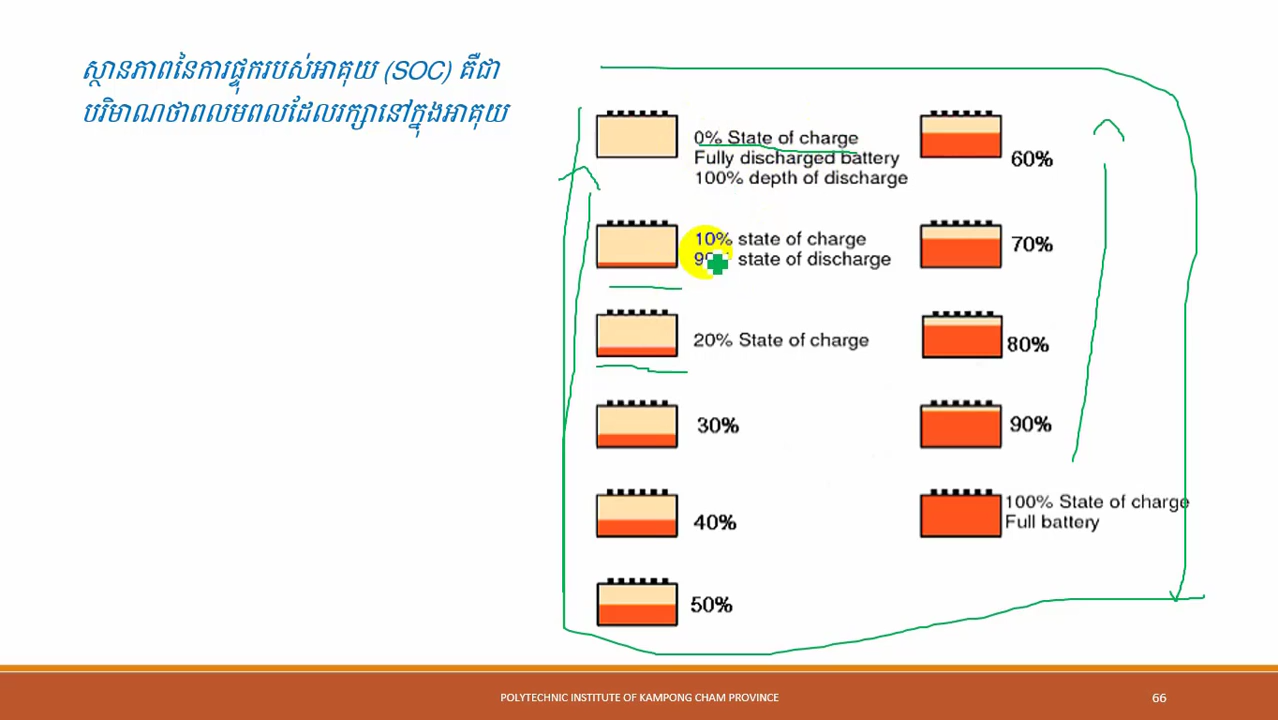 ស្ថានភាពនៃការផ្ទុករបស់អាគុយ (SOC) គឺជា
បរិមាណថាពលមពលដែលរក្សានៅក្នុងអាគុយ
0% State of charge
Fully discharged battery
100% depth of discharge
10% state of charge
state of discharge
20% State of charge
30%
40%
50%
60%
70%
80%
90%
100% State of charge
Full battery
POLYTECHNIC INSTITUTE OF KAMPONG CHAM PROVINCE
66